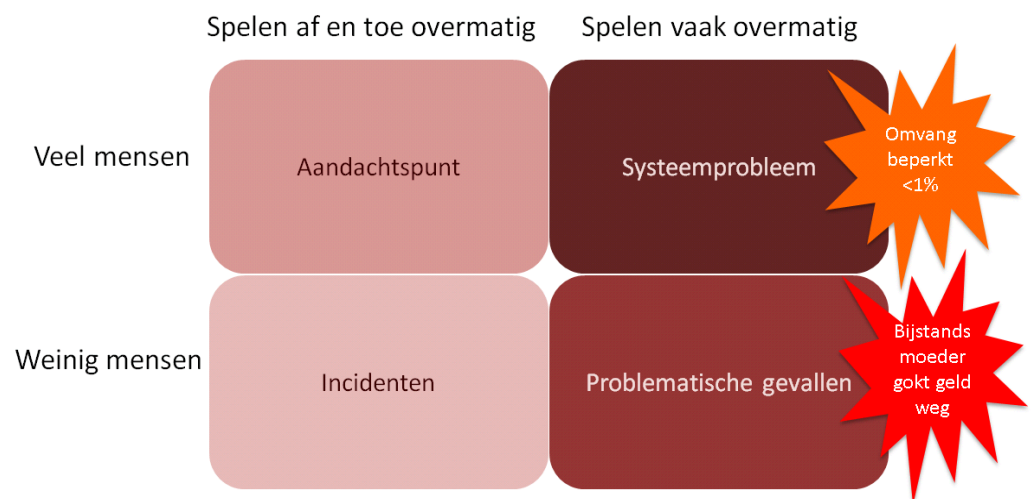 Spelen af en toe overmatig
Spelen vaak overmatig
Veel mensen
Aandachtspunt
Systeemprobleem
Omvang
beperkt
<1%
Weinig mensen
Incidenten
Problematische gevallen
Bijstands
moeder
gokt geld
weg